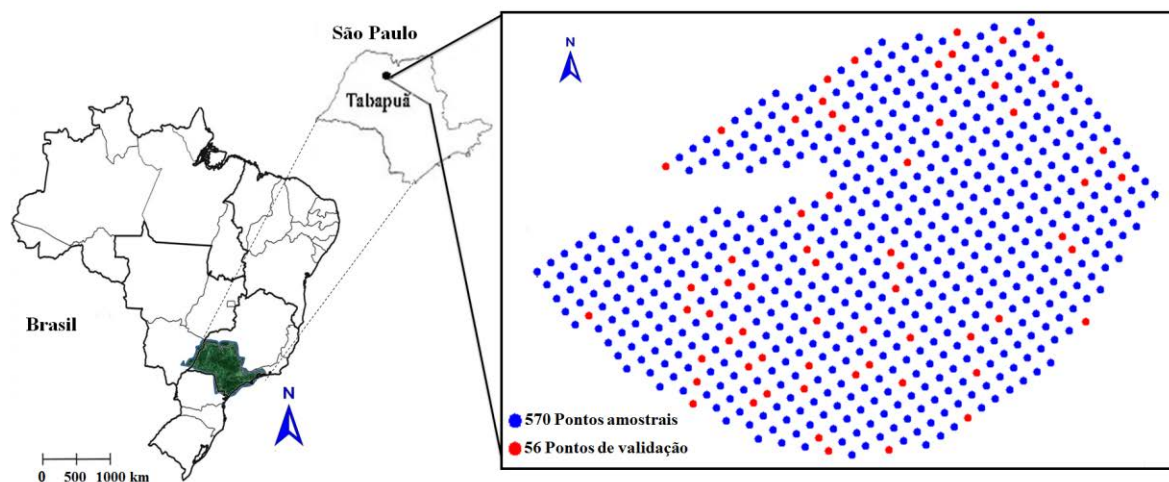 São Paulo
Tabapuã
Brasil
N
0 500 1000 km
N
570 Pontos amostrais
56 Pontos de validação